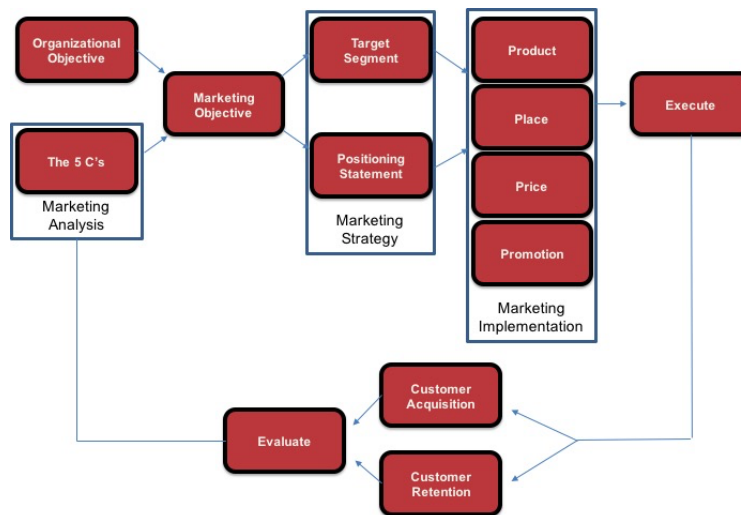 Organizational
Objective
The 5 C's
Marketing
Analysis
Marketing
Objective
Target
Segment
Positioning
Statement
Marketing
Strategy
Product
Place
Price
Promotion
Marketing
Implementation
Execute
Customer
Acquisition
Customer
Retention
Evaluate